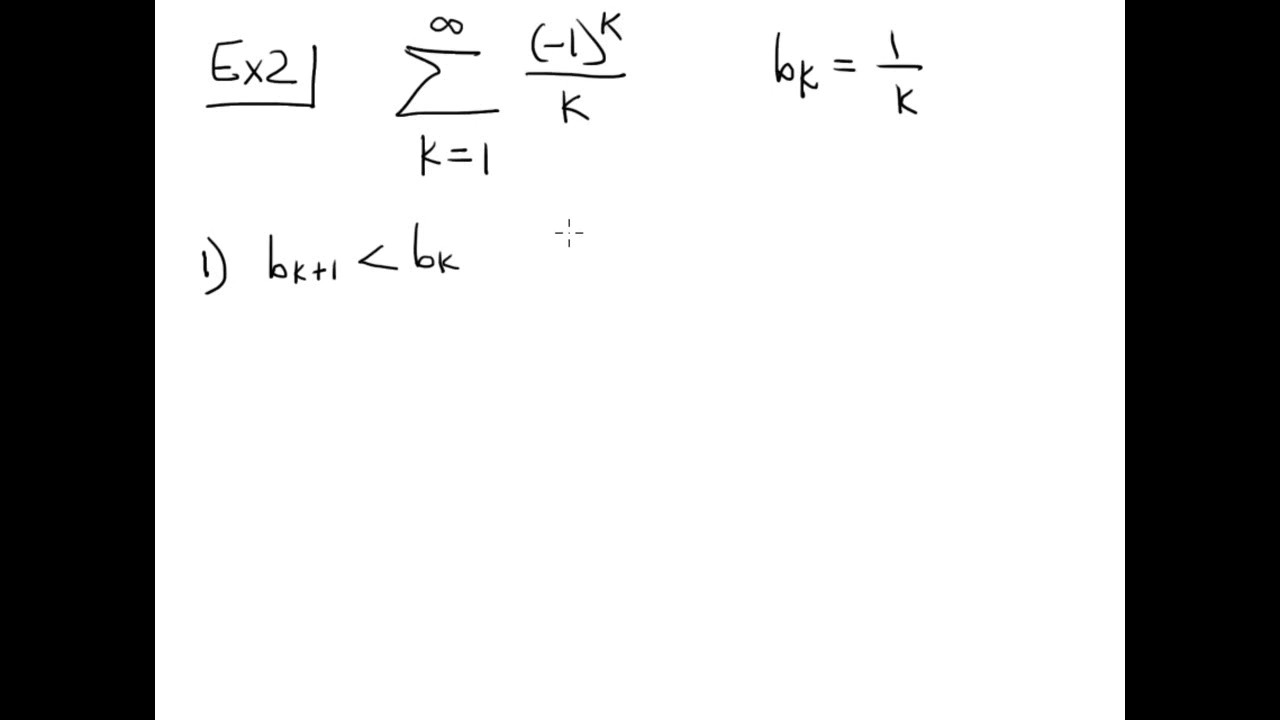 Ex2 ∞ ∑ k=1 (-1)^k / k b_k = 1/k
1) b_{k+1} < b_k